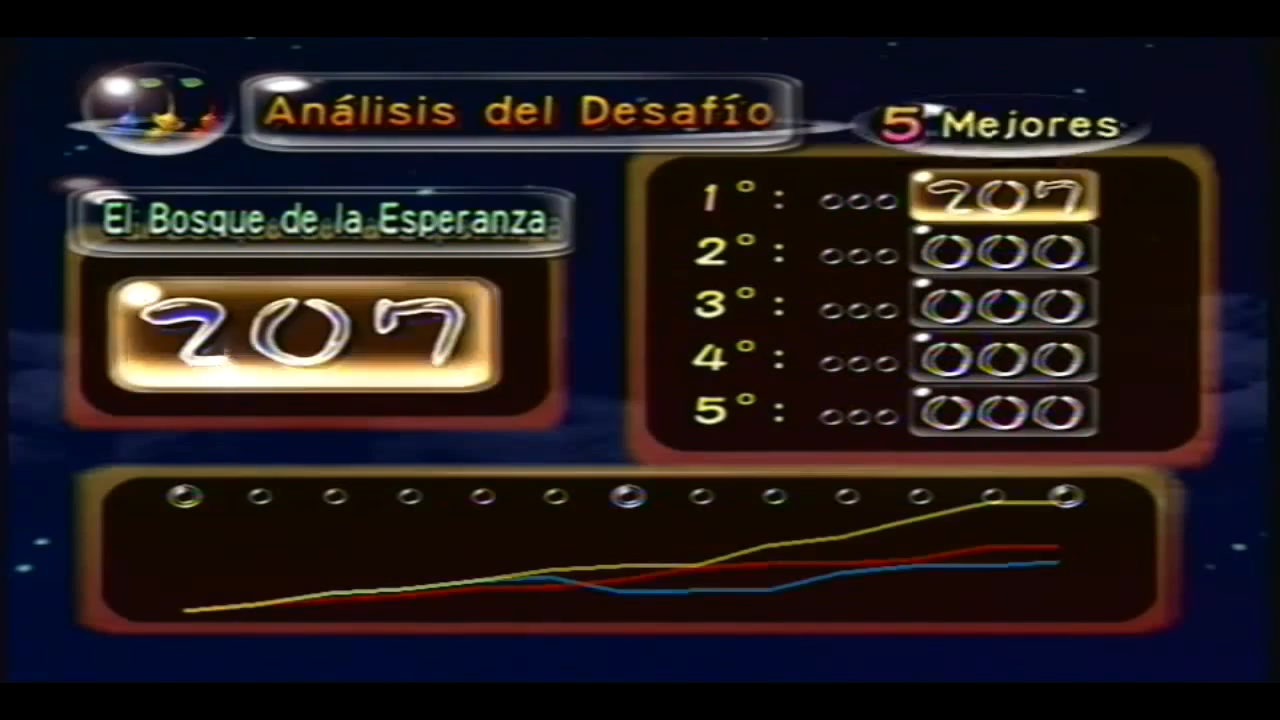 Análisis del Desafío
5 Mejores
El Bosque de la Esperanza
207
1° : 207
2° : 000
3° : 000
4° : 000
5° : 000